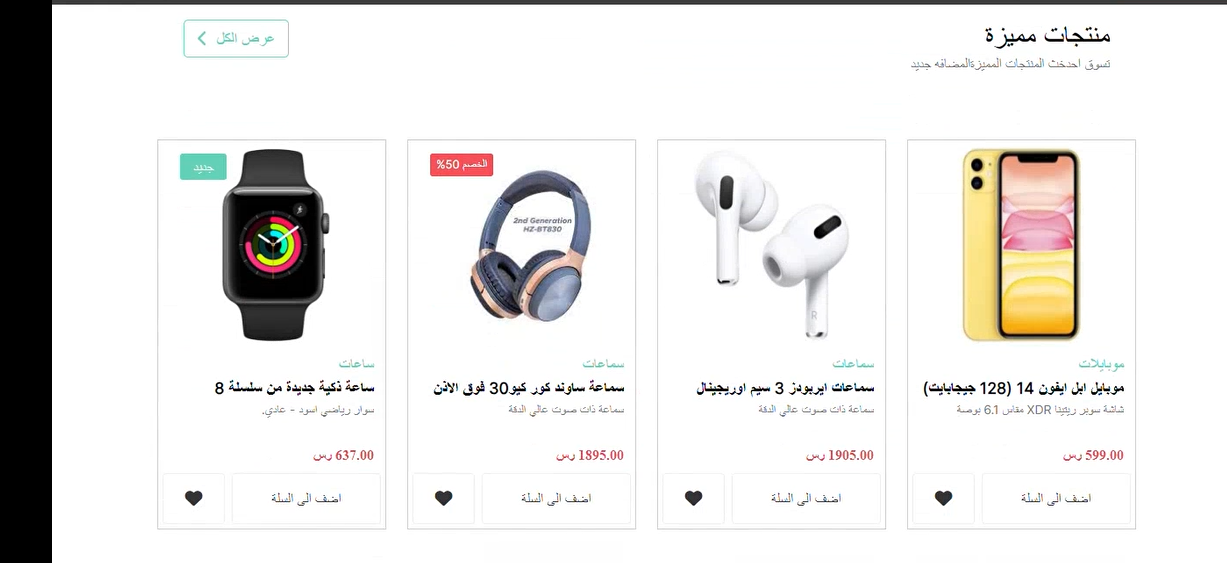 منتجات مميزة
تسوق احدخث المنتجات المميزةالمضافه جديد
عرض الكل
موبايلات
موبايل ابل ايفون 14 (128 جيجابايت)
شاشة سوبر ريتينا XDR مقاس 6.1 بوصة
599.00 رس
اضف الى السلة
R
سماعات
سماعات ايربودز 3 سيم اوريجينال
سماعة ذات صوت عالي الدقة
1905.00 رس
اضف الى السلة
الخصم 50%
2nd Generation
HZ-BT830
سماعات
سماعة ساوند كور كيو30 فوق الاذن
سماعة ذات صوت عالي الدقة
1895.00 رس
اضف الى السلة
جديد
ساعات
ساعة ذكية جديدة من سلسلة 8
سوار رياضي اسود - عادي.
637.00 رس
اضف الى السلة